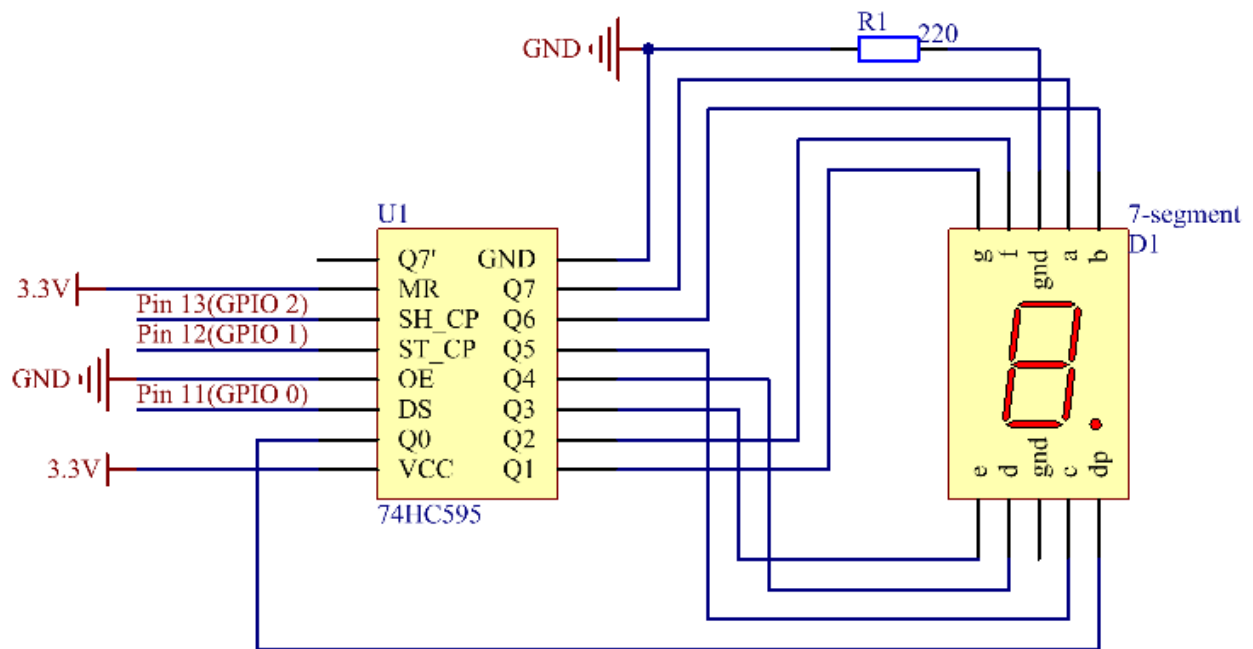 R1
220
GND
U1
7-segment
D1
Q7' GND
3.3V MR Q7
Pin 13(GPIO 2) SH_CP Q6
Pin 12(GPIO 1) ST_CP Q5
GND OE Q4
Pin 11(GPIO 0) DS Q3
Q0 Q2
3.3V VCC Q1
74HC595
g f gnd a b
e d gnd c dp